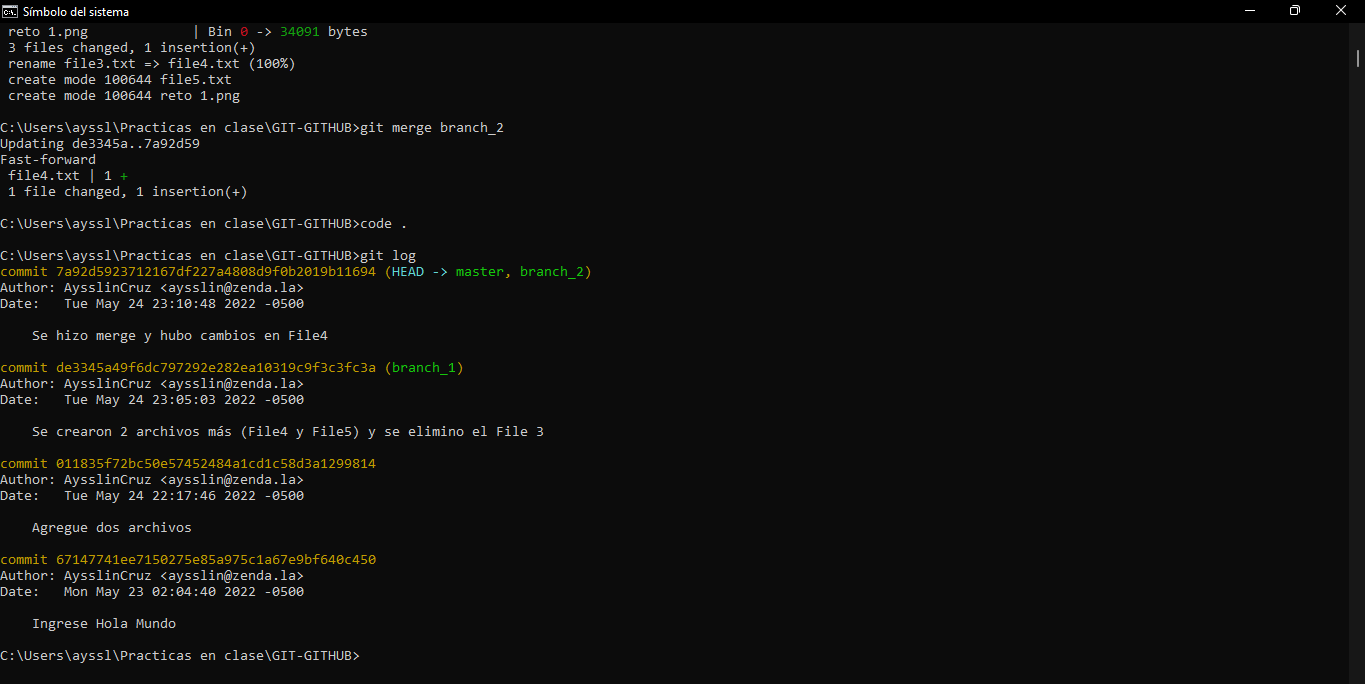 Símbolo del sistema
reto 1.png | Bin 0 -> 34091 bytes
3 files changed, 1 insertion(+)
rename file3.txt => file4.txt (100%)
create mode 100644 file5.txt
create mode 100644 reto 1.png
C:\Users\ayssl\Practicas en clase\GIT-GITHUB>git merge branch_2
Updating de3345a..7a92d59
Fast-forward
file4.txt | 1 +
1 file changed, 1 insertion(+)
C:\Users\ayssl\Practicas en clase\GIT-GITHUB>code .
C:\Users\ayssl\Practicas en clase\GIT-GITHUB>git log
commit 7a92d5923712167df227a4808d9f0b2019b11694 (HEAD -> master, branch_2)
Author: AysslinCruz <aysslin@zenda.la>
Date:   Tue May 24 23:10:48 2022 -0500
Se hizo merge y hubo cambios en File4
commit de3345a49f6dc797292e282ea10319c9f3c3fc3a (branch_1)
Author: AysslinCruz <aysslin@zenda.la>
Date:   Tue May 24 23:05:03 2022 -0500
Se crearon 2 archivos más (File4 y File5) y se elimino el File 3
commit 011835f72bc50e57452484a1cd1c58d3a1299814
Author: AysslinCruz <aysslin@zenda.la>
Date:   Tue May 24 22:17:46 2022 -0500
Agregue dos archivos
commit 67147741ee7150275e85a975c1a67e9bf640c450
Author: AysslinCruz <aysslin@zenda.la>
Date:   Mon May 23 02:04:40 2022 -0500
Ingrese Hola Mundo
C:\Users\ayssl\Practicas en clase\GIT-GITHUB>